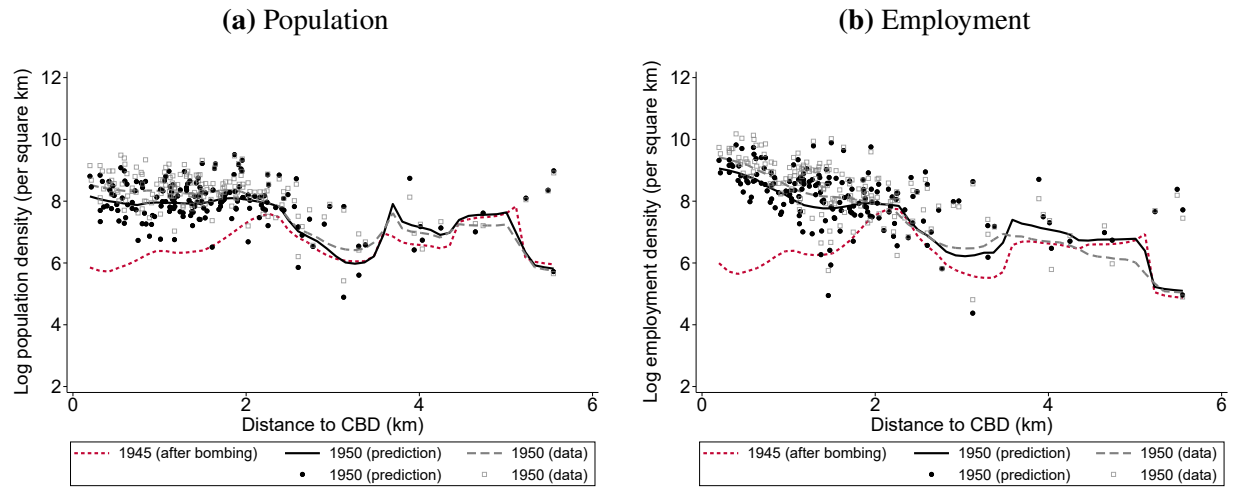 (a) Population
Log population density (per square km)
12
10
8
6
4
2
0
2
4
6
Distance to CBD (km)
1945 (after bombing)
1950 (prediction)
1950 (data)
1950 (prediction)
1950 (data)
(b) Employment
Log employment density (per square km)
12
10
8
6
4
2
0
2
4
6
Distance to CBD (km)
1945 (after bombing)
1950 (prediction)
1950 (data)
1950 (prediction)
1950 (data)